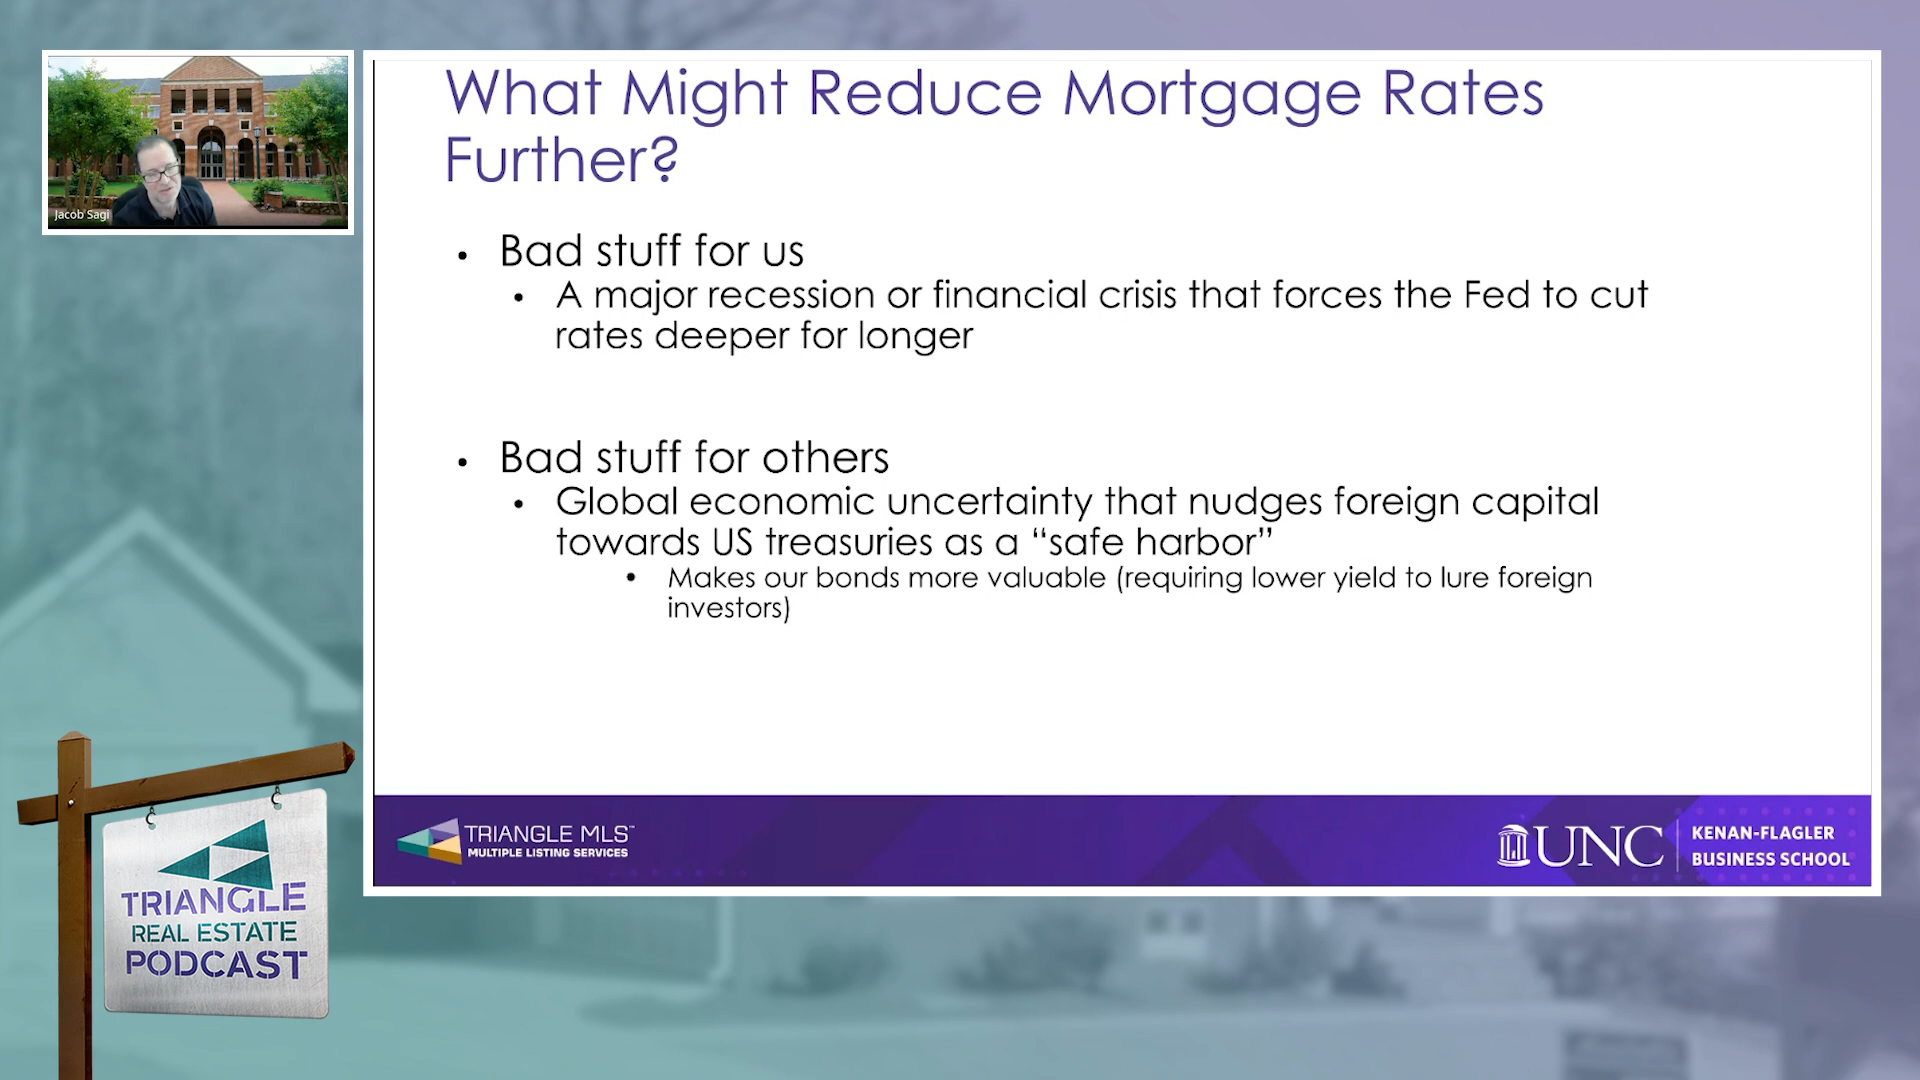 Jacob Sagi
What Might Reduce Mortgage Rates
Further?
• Bad stuff for us
• A major recession or financial crisis that forces the Fed to cut
rates deeper for longer
• Bad stuff for others
• Global economic uncertainty that nudges foreign capital
towards US treasuries as a “safe harbor”
• Makes our bonds more valuable (requiring lower yield to lure foreign
investors)
TRIANGLE MLS™
MULTIPLE LISTING SERVICES
UNC
KENAN-FLAGLER
BUSINESS SCHOOL
TRIANGLE
REAL ESTATE
PODCAST